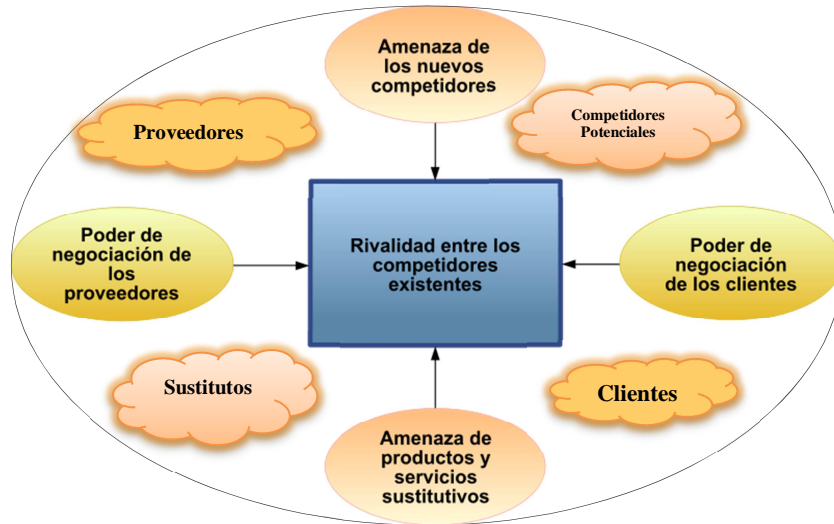 Amenaza de
los nuevos
competidores
Proveedores
Competidores
Potenciales
Poder de
negociación de
los
proveedores
Rivalidad entre los
competidores
existentes
Poder de
negociación
de los clientes
Sustitutos
Clientes
Amenaza de
productos y
servicios
sustitutivos